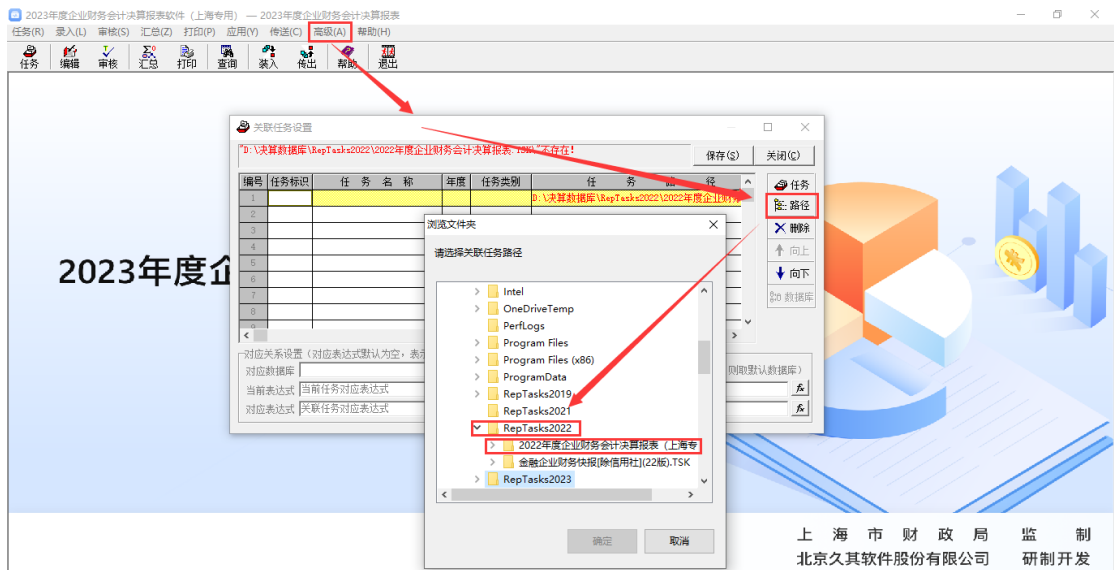 2023年度企业财务会计决算报表软件（上海专用） — 2023年度企业财务会计决算报表
任务(R) 录入(L) 审核(S) 汇总(Z) 打印(P) 应用(Y) 传送(C) 高级(A) 帮助(H)
任务 编辑 审核 汇总 打印 查询 装入 传出 帮助 退出
关联任务设置
"D:\决算数据库\RepTasks2022\2022年度企业财务会计决算报表.TSK\"不存在!
保存(S) 关闭(C)
编号 任务标识 任 务 名 称 年度 任务类别 任 务 路 径
1 D:\决算数据库\RepTasks2022\2022年度企业财务
2
3
4
5
6
7
8
9
任务
路径
删除
向上
向下
数据库
2023年度企
对应关系设置（对应表达式默认为空，表示
则取默认数据库）
对应数据库
当前表达式 当前任务对应表达式
对应表达式 关联任务对应表达式
浏览文件夹
请选择关联任务路径
Intel
OneDriveTemp
PerfLogs
Program Files
Program Files (x86)
ProgramData
RepTasks2019
RepTasks2021
RepTasks2022
2022年度企业财务会计决算报表（上海专
金融企业财务快报[除信用社](22版).TSK
RepTasks2023
确定 取消
上海市财政局 监制
北京久其软件股份有限公司 研制开发